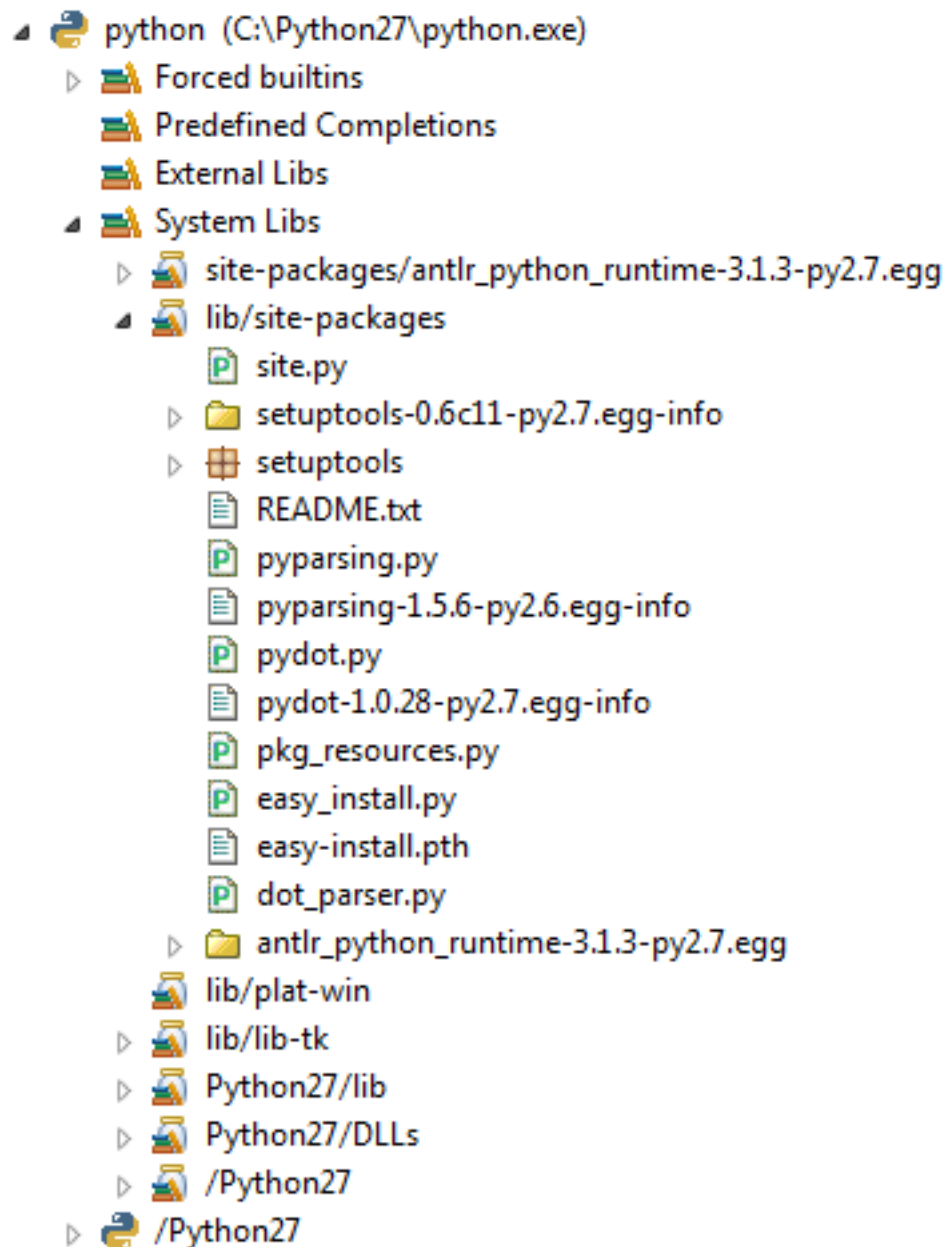 python (C:\Python27\python.exe)
Forced builtins
Predefined Completions
External Libs
System Libs
site-packages/antlr_python_runtime-3.1.3-py2.7.egg
lib/site-packages
site.py
setuptools-0.6c11-py2.7.egg-info
setuptools
README.txt
pyparsing.py
pyparsing-1.5.6-py2.6.egg-info
pydot.py
pydot-1.0.28-py2.7.egg-info
pkg_resources.py
easy_install.py
easy-install.pth
dot_parser.py
antlr_python_runtime-3.1.3-py2.7.egg
lib/plat-win
lib/lib-tk
Python27/lib
Python27/DLLs
/Python27
/Python27